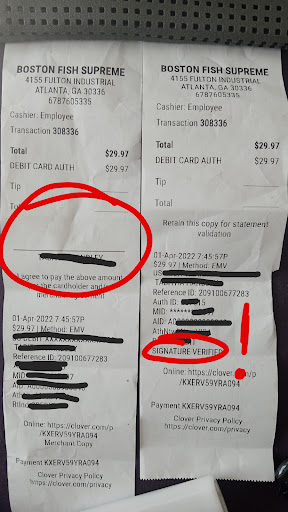 BOSTON FISH SUPREME
4155 FULTON INDUSTRIAL
ATLANTA, GA 30336
6787605335
Cashier: Employee
Transaction 308336
Total $29.97
DEBIT CARD AUTH $29.97
Tip
I agree to pay the above amount
cardholder and
01-Apr-2022 7:45:57P
$29.97 | Method: EMV
Reference ID: 209100677283
MID:
AID:
Online: https://clover.com/p
/KXERV59YRA094
Merchant Copy
Payment KXERV59YRA094
Clover Privacy Policy
https://clover.com/privacy
BOSTON FISH SUPREME
4155 FULTON INDUSTRIAL
ATLANTA, GA 30336
6787605335
Cashier: Employee
Transaction 308336
Total $29.97
DEBIT CARD AUTH $29.97
Tip
Retain this copy for statement
validation
01-Apr-2022 7:45:57P
$29.97 | Method: EMV
Reference ID: 209100677283
Auth ID:
MID:
AID:
SIGNATURE VERIFIED
Online: https://clover.com/p
/KXERV59YRA094
Payment KXERV59YRA094
Clover Privacy Policy
https://clover.com/privacy